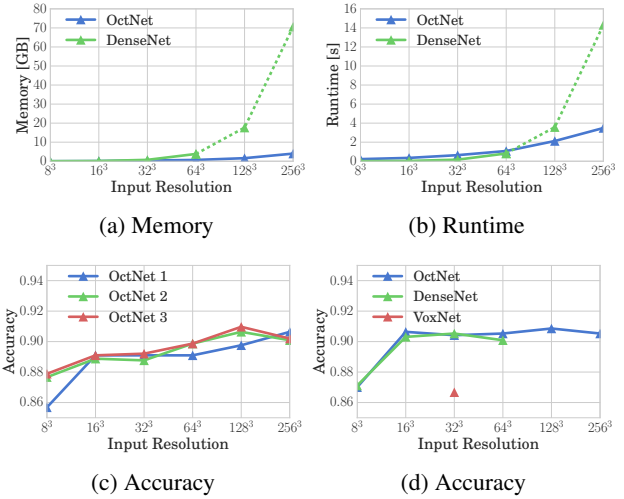 80
70
60
50
40
30
20
10
0
Memory [GB]
OctNet
DenseNet
8³ 16³ 32³ 64³ 128³ 256³
Input Resolution
(a) Memory
16
14
12
10
8
6
4
2
0
Runtime [s]
OctNet
DenseNet
8³ 16³ 32³ 64³ 128³ 256³
Input Resolution
(b) Runtime
0.94
0.92
0.90
0.88
0.86
Accuracy
OctNet 1
OctNet 2
OctNet 3
8³ 16³ 32³ 64³ 128³ 256³
Input Resolution
(c) Accuracy
0.94
0.92
0.90
0.88
0.86
Accuracy
OctNet
DenseNet
VoxNet
8³ 16³ 32³ 64³ 128³ 256³
Input Resolution
(d) Accuracy